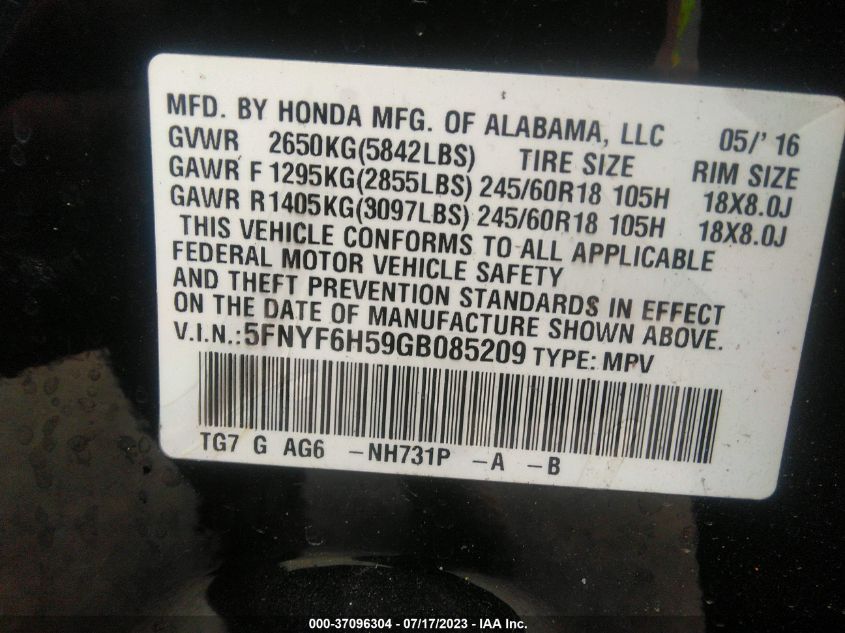 MFD. BY HONDA MFG. OF ALABAMA, LLC 05/' 16
GVWR 2650KG(5842LBS) TIRE SIZE RIM SIZE
GAWR F 1295KG(2855LBS) 245/60R18 105H 18X8.0J
GAWR R 1405KG(3097LBS) 245/60R18 105H 18X8.0J
THIS VEHICLE CONFORMS TO ALL APPLICABLE
FEDERAL MOTOR VEHICLE SAFETY
AND THEFT PREVENTION STANDARDS IN EFFECT
ON THE DATE OF MANUFACTURE SHOWN ABOVE.
V.I.N.:5FNYF6H59GB085209 TYPE: MPV
TG7 G AG6 -NH731P -A -B
000-37096304 - 07/17/2023 - IAA Inc.